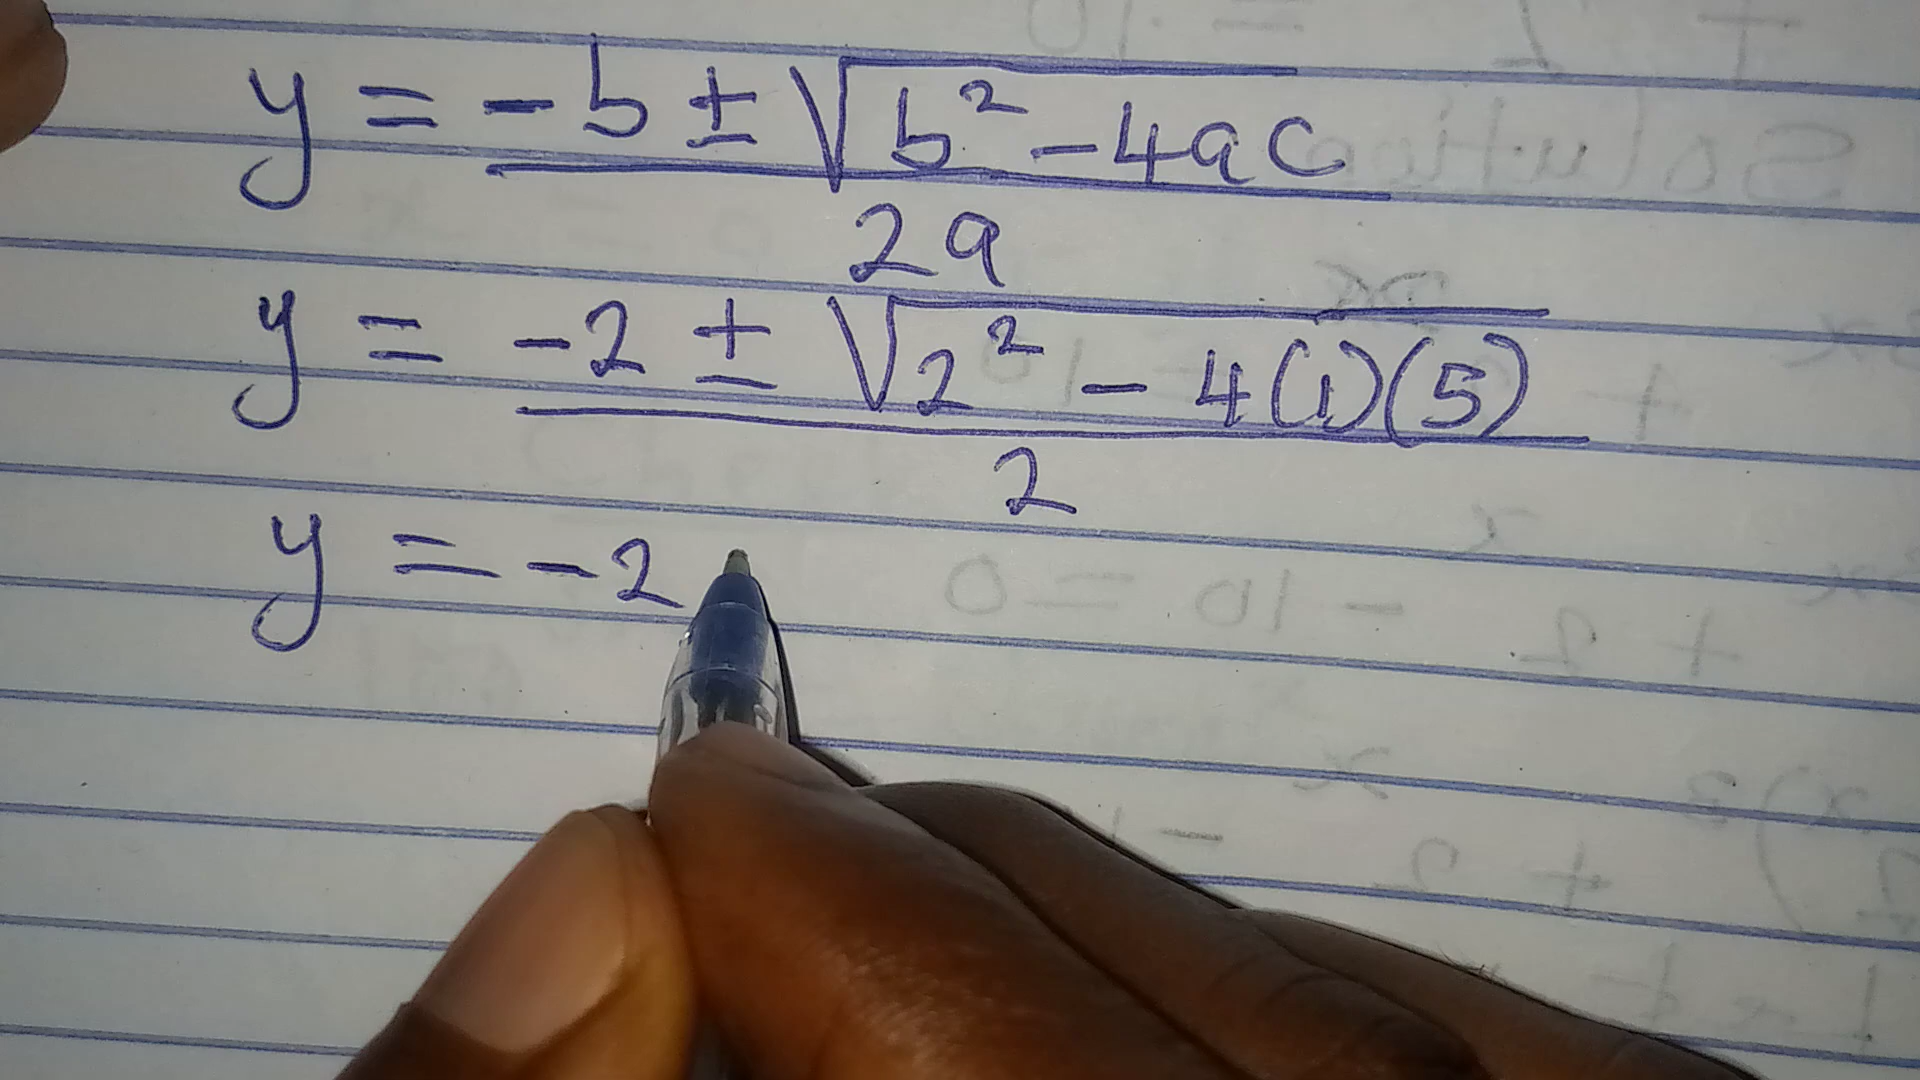 y = -b ± √b² - 4ac
2a
y = -2 ± √2² - 4(1)(5)
2
y = -2